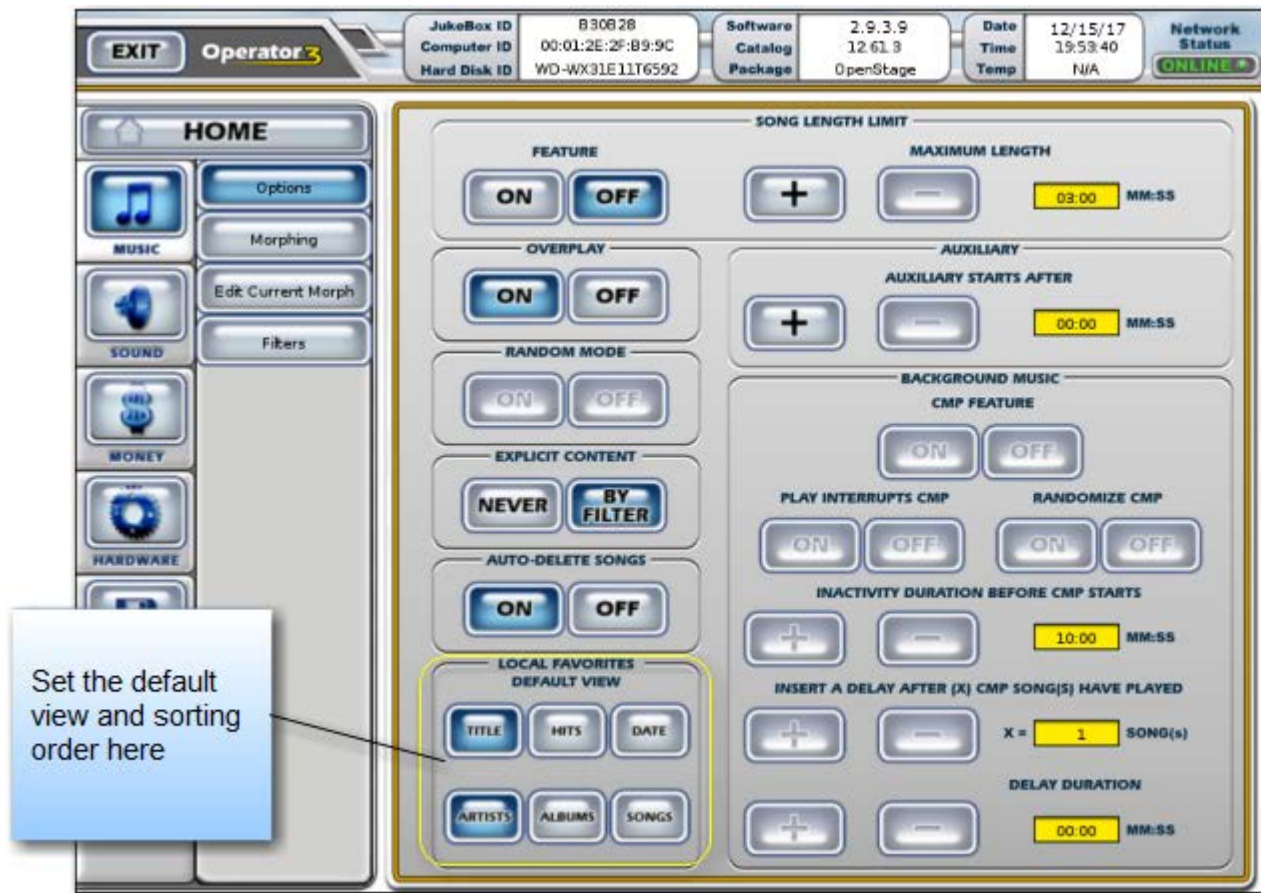 EXIT
Operator 3
JukeBox ID B30B28
Computer ID 00:01:2E:2F:B9:9C
Hard Disk ID WD-WX31E11T6592
Software 2.9.3.9
Catalog 12.61.3
Package OpenStage
Date 12/15/17
Time 19:53:40
Temp N/A
Network
Status
ONLINE
HOME
MUSIC
SOUND
MONEY
HARDWARE
Options
Morphing
Edit Current Morph
Filters
SONG LENGTH LIMIT
FEATURE
ON OFF
MAXIMUM LENGTH
+ − 03:00 MM:SS
OVERPLAY
ON OFF
RANDOM MODE
ON OFF
EXPLICIT CONTENT
NEVER BY FILTER
AUTO-DELETE SONGS
ON OFF
LOCAL FAVORITES
DEFAULT VIEW
TITLE HITS DATE
ARTISTS ALBUMS SONGS
AUXILIARY
AUXILIARY STARTS AFTER
+ − 00:00 MM:SS
BACKGROUND MUSIC
CMP FEATURE
ON OFF
PLAY INTERRUPTS CMP
ON OFF
RANDOMIZE CMP
ON OFF
INACTIVITY DURATION BEFORE CMP STARTS
+ − 10:00 MM:SS
INSERT A DELAY AFTER (X) CMP SONG(S) HAVE PLAYED
+ − X = 1 SONG(s)
DELAY DURATION
+ − 00:00 MM:SS
Set the default
view and sorting
order here